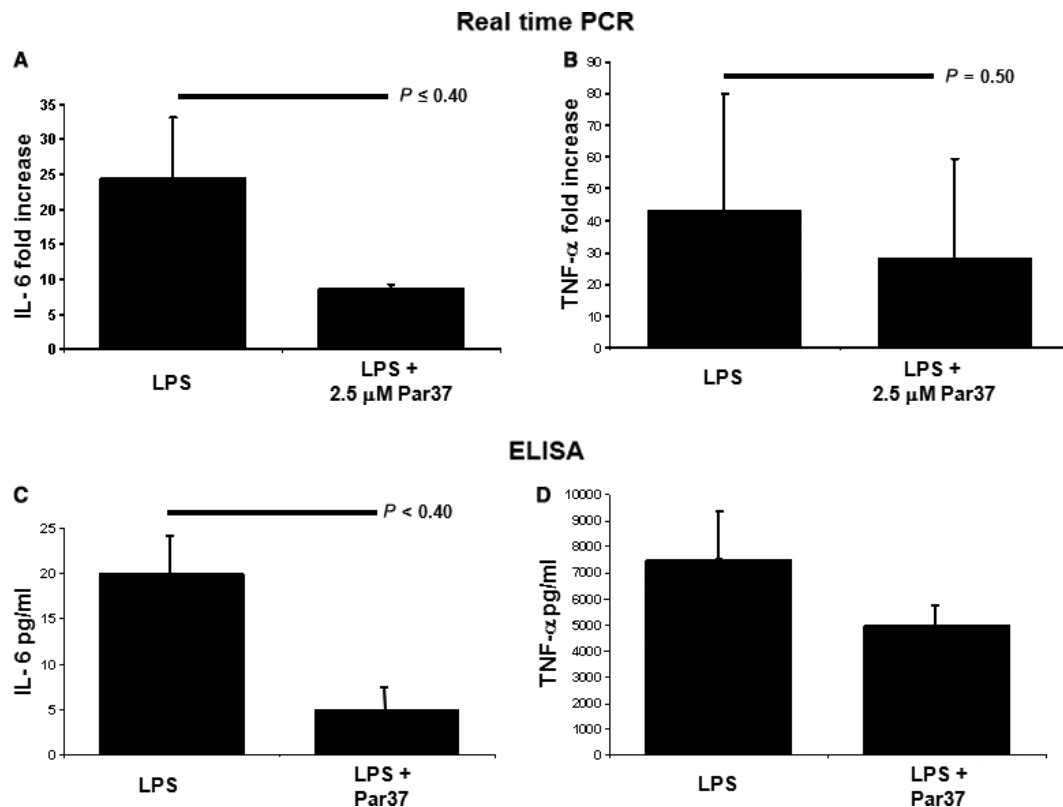 Real time PCR
A
P ≤ 0.40
35
30
25
20
15
10
5
0
IL- 6 fold increase
LPS
LPS +
2.5 μM Par37
B
P = 0.50
90
80
70
60
50
40
30
20
10
0
TNF-α fold increase
LPS
LPS +
2.5 μM Par37
ELISA
C
P < 0.40
25
20
15
10
5
0
IL- 6 pg/ml
LPS
LPS +
Par37
D
10000
9000
8000
7000
6000
5000
4000
3000
2000
1000
0
TNF-α pg/ml
LPS
LPS +
Par37